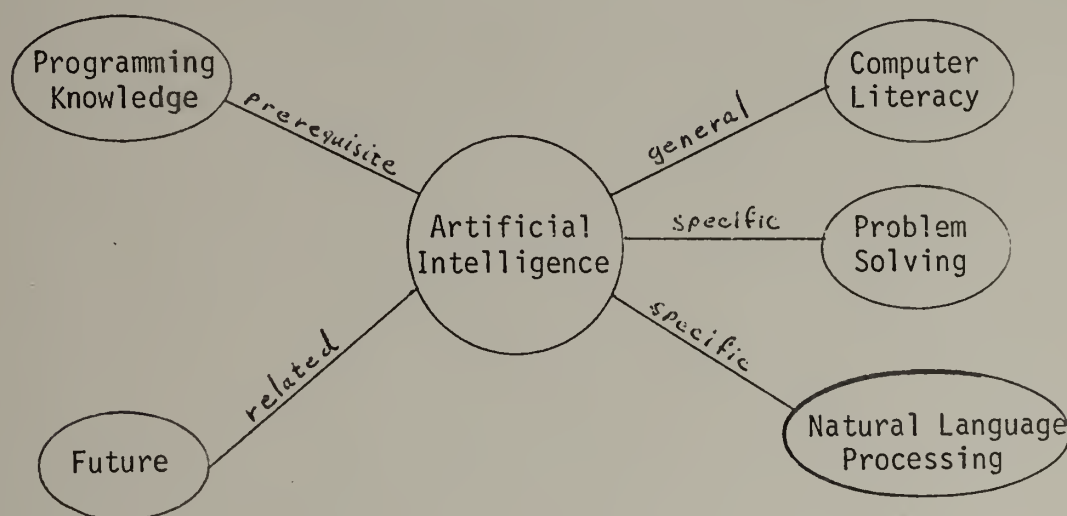 Programming
Knowledge
prerequisite
Computer
Literacy
general
Artificial
Intelligence
specific
Problem
Solving
specific
related
Future
Natural Language
Processing